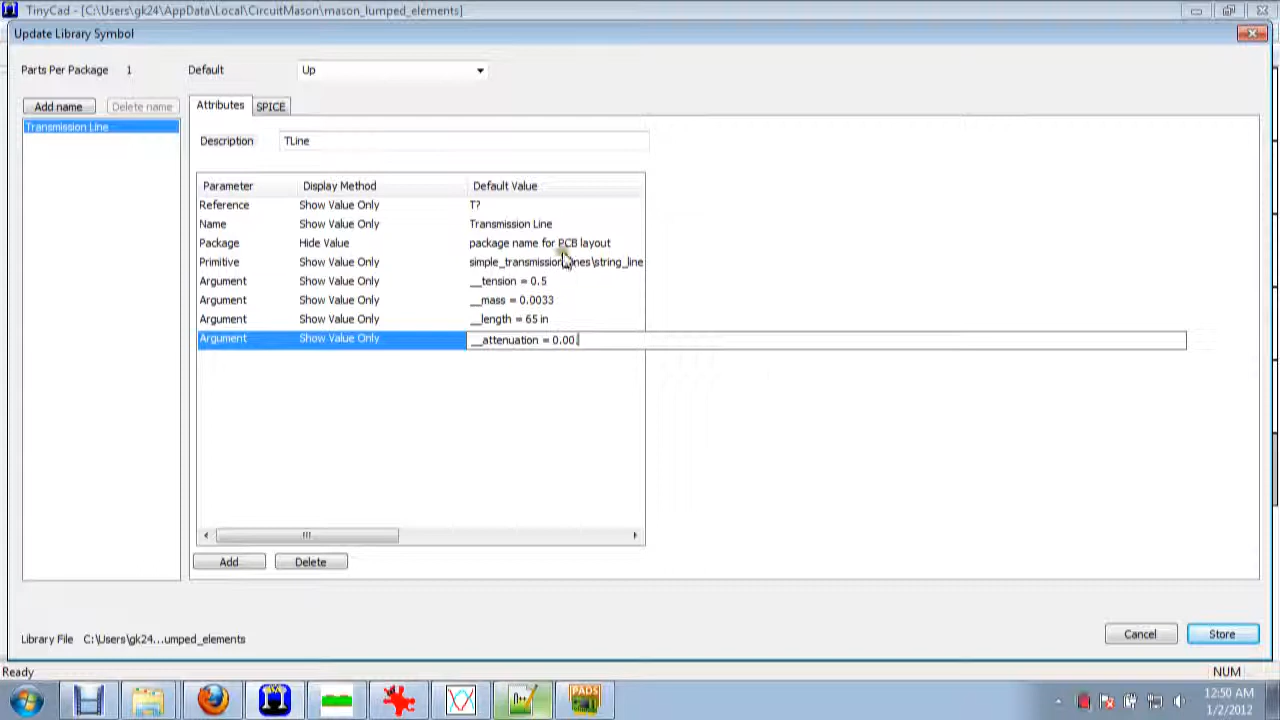 TinyCad - [C:\Users\gk24\AppData\Local\CircuitMason\mason_lumped_elements]
Update Library Symbol
Parts Per Package 1 Default Up
Add name Delete name Attributes SPICE
Transmission Line
Description TLine
Parameter Display Method Default Value
Reference Show Value Only T?
Name Show Value Only Transmission Line
Package Hide Value package name for PCB layout
Primitive Show Value Only simple_transmission_lines\string_line
Argument Show Value Only __tension = 0.5
Argument Show Value Only __mass = 0.0033
Argument Show Value Only __length = 65 in
Argument Show Value Only __attenuation = 0.00
Add Delete
Cancel Store
Library File C:\Users\gk24...umped_elements
Ready NUM
PADS
12:50 AM
1/2/2012